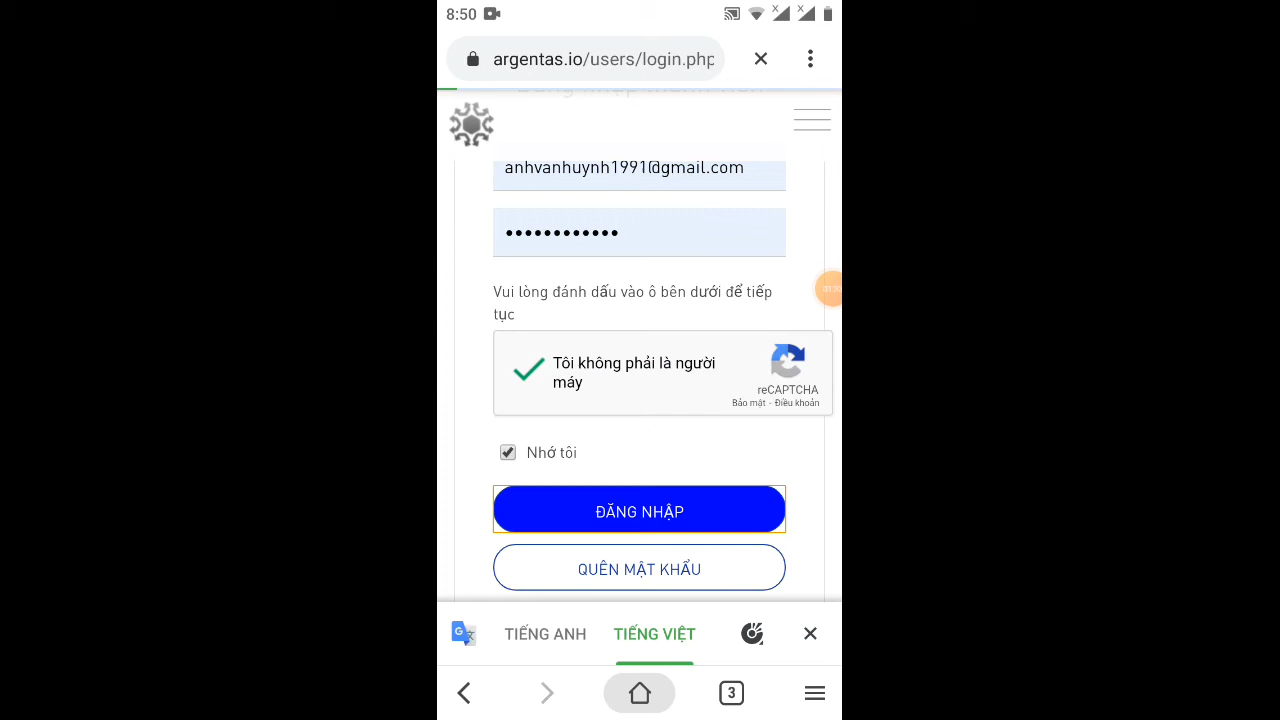 8:50
argentas.io/users/login.php
anhvanhuynh1991@gmail.com
••••••••••••
Vui lòng đánh dấu vào ô bên dưới để tiếp
tục
Tôi không phải là người
máy
reCAPTCHA
Bảo mật - Điều khoản
Nhớ tôi
ĐĂNG NHẬP
QUÊN MẬT KHẨU
TIẾNG ANH
TIẾNG VIỆT
3